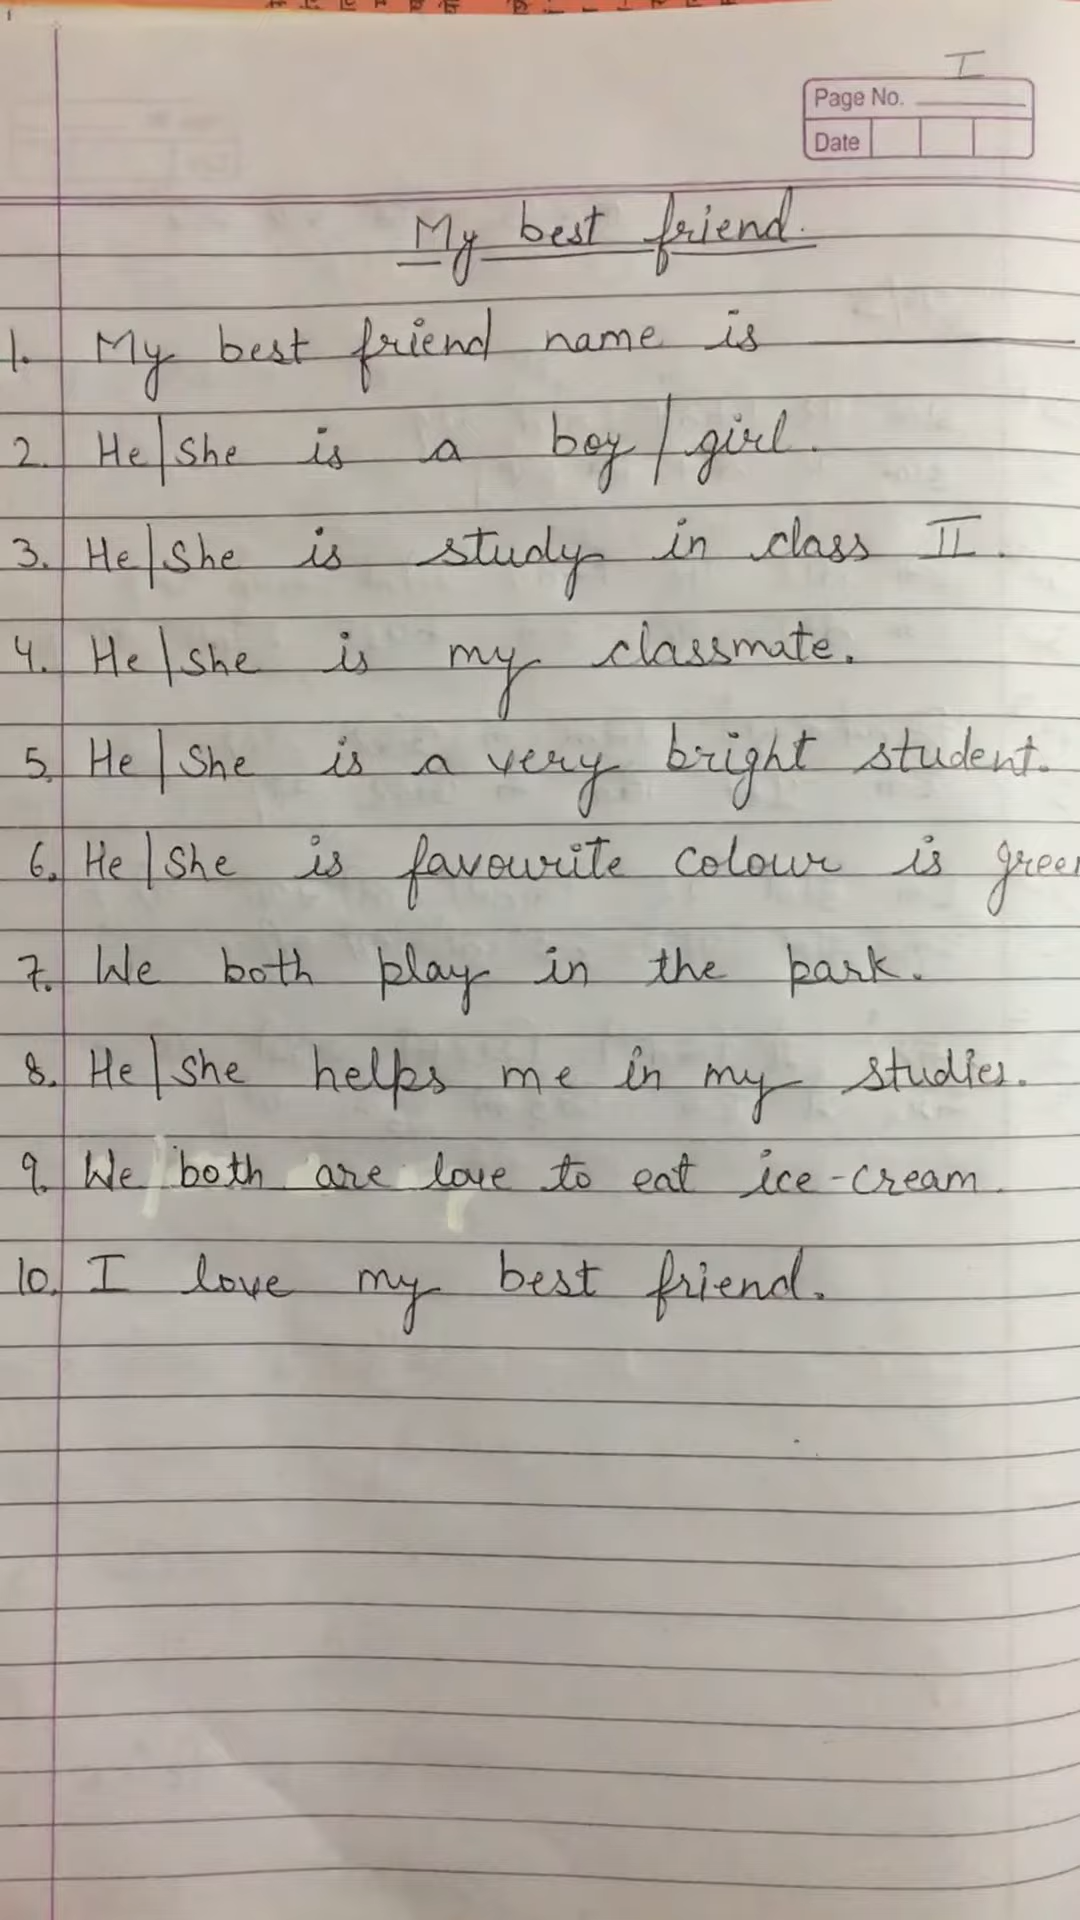 I
Page No.
Date
My best friend.
1. My best friend name is
2. He/She is a boy/girl.
3. He/She is study in class II.
4. He/She is my classmate.
5. He/She is a very bright student.
6. He/She is favourite colour is green
7. We both play in the park.
8. He/She helps me in my studies.
9. We both are love to eat ice-cream.
10. I love my best friend.